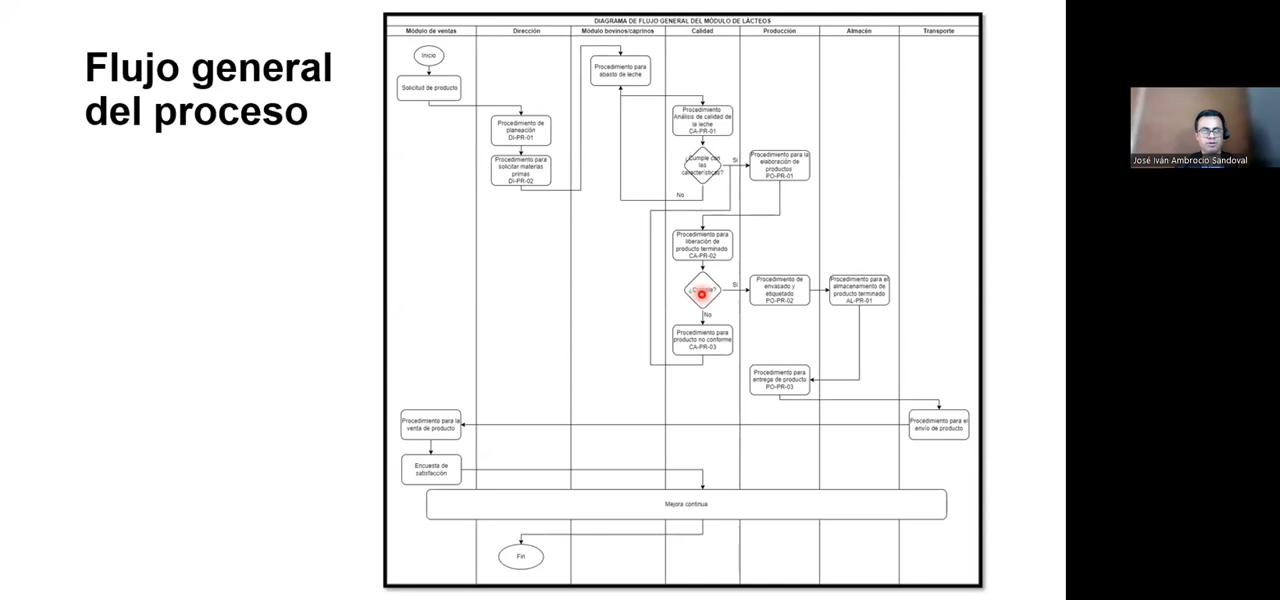 Flujo general
del proceso
DIAGRAMA DE FLUJO GENERAL DEL MÓDULO DE LÁCTEOS
Módulo de ventas
Dirección
Módulo bovinos/caprinos
Calidad
Producción
Almacén
Transporte
Inicio
Solicitud de producto
Procedimiento de
planeación
DI-PR-01
Procedimiento para
solicitar materias
primas
DI-PR-02
Procedimiento para
abasto de leche
Procedimiento
Análisis de calidad de
la leche
CA-PR-01
¿Cumple con
las
características?
Si
No
Procedimiento para la
elaboración de
productos
PO-PR-01
Procedimiento para
liberación de
producto terminado
CA-PR-02
¿Cumple?
Si
No
Procedimiento de
envasado y
etiquetado
PO-PR-02
Procedimiento para el
almacenamiento de
producto terminado
AL-PR-01
Procedimiento para
producto no conforme
CA-PR-03
Procedimiento para
entrega de producto
PO-PR-03
Procedimiento para el
envío de producto
Procedimiento para la
venta de producto
Encuesta de
satisfacción
Mejora continua
Fin
José Iván Ambrocio Sandoval